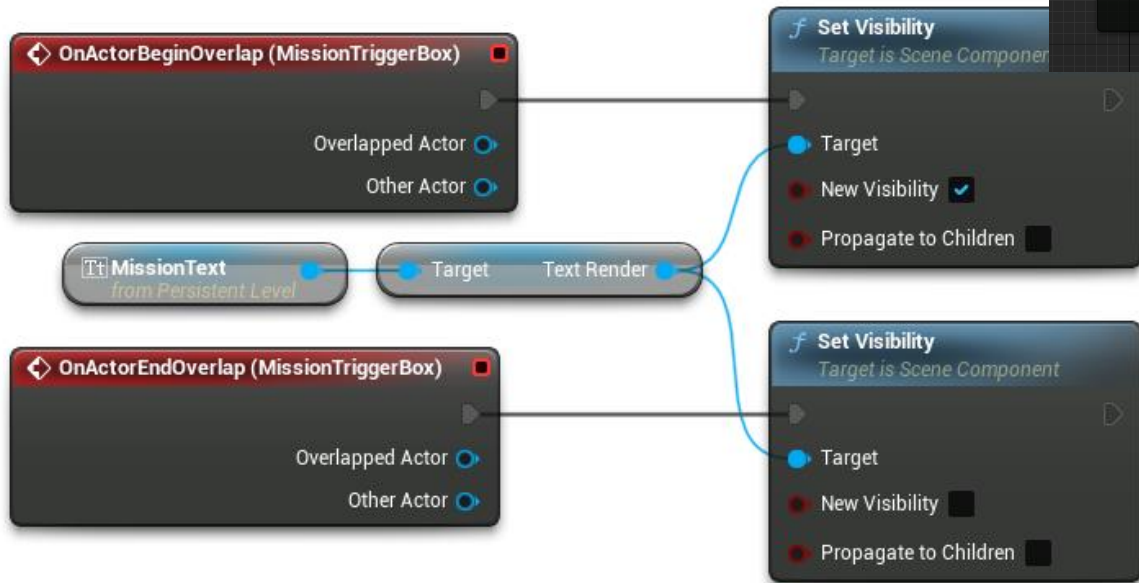 OnActorBeginOverlap (MissionTriggerBox)
Overlapped Actor
Other Actor
Set Visibility
Target is Scene
Target
New Visibility
Propagate to Children
Tt MissionText
from Persistent Level
Target Text Render
OnActorEndOverlap (MissionTriggerBox)
Overlapped Actor
Other Actor
f Set Visibility
Target is Scene Component
Target
New Visibility
Propagate to Children